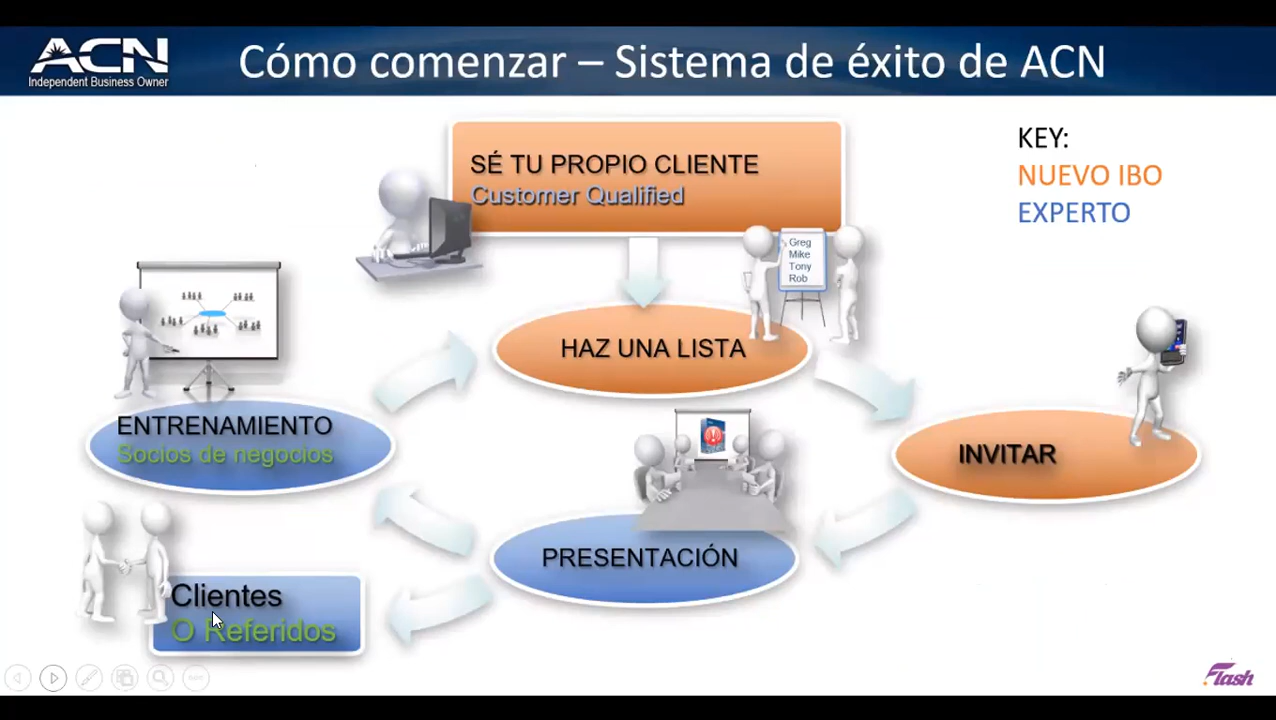 ACN
Independent Business Owner
Cómo comenzar – Sistema de éxito de ACN
KEY:
NUEVO IBO
EXPERTO
SÉ TU PROPIO CLIENTE
Customer Qualified
Greg
Mike
Tony
Rob
HAZ UNA LISTA
INVITAR
PRESENTACIÓN
ENTRENAMIENTO
Socios de negocios
Clientes
O Referidos
Flash